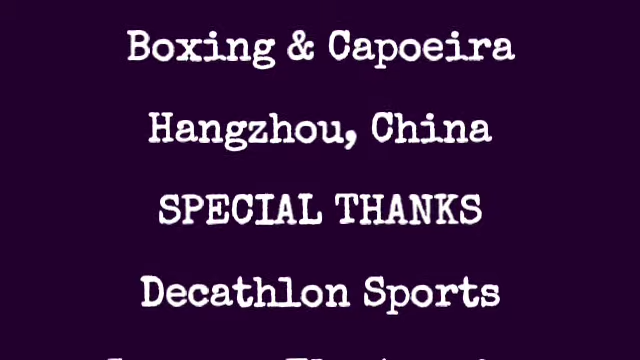 Boxing & Capoeira
Hangzhou, China
SPECIAL THANKS
Decathlon Sports